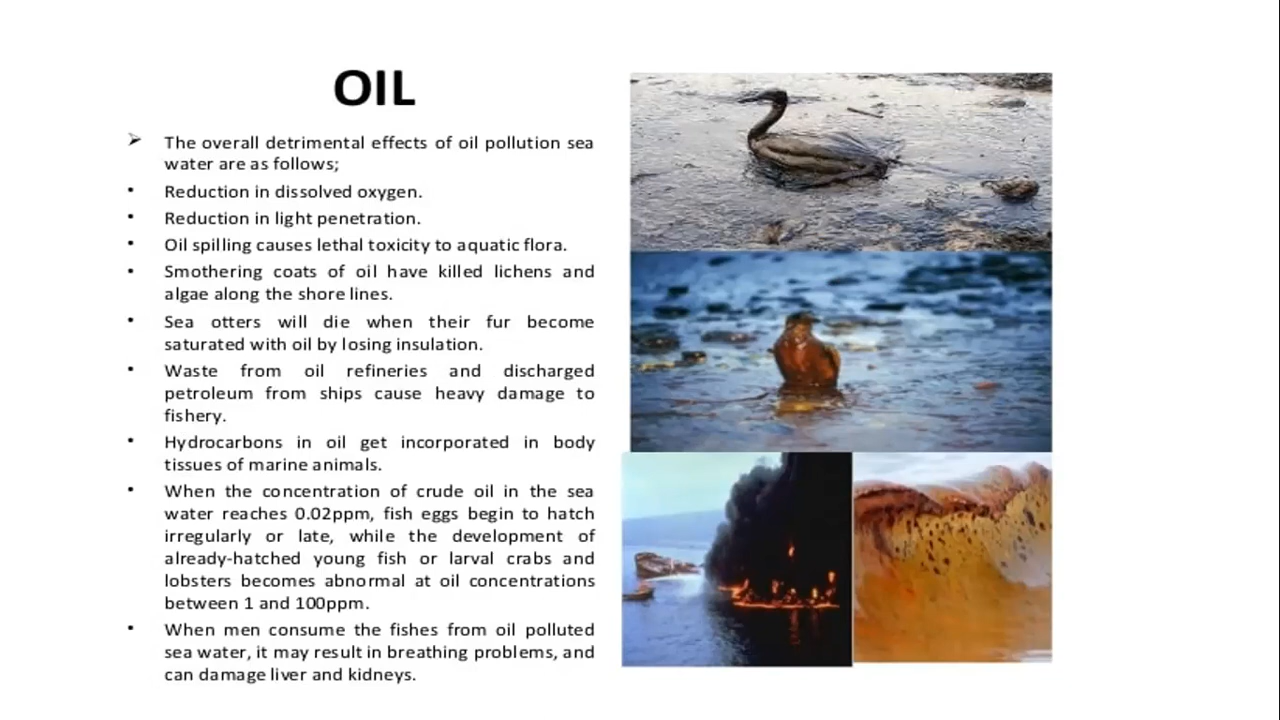 OIL
➢ The overall detrimental effects of oil pollution sea
water are as follows;
• Reduction in dissolved oxygen.
• Reduction in light penetration.
• Oil spilling causes lethal toxicity to aquatic flora.
• Smothering coats of oil have killed lichens and
algae along the shore lines.
• Sea otters will die when their fur become
saturated with oil by losing insulation.
• Waste from oil refineries and discharged
petroleum from ships cause heavy damage to
fishery.
• Hydrocarbons in oil get incorporated in body
tissues of marine animals.
• When the concentration of crude oil in the sea
water reaches 0.02ppm, fish eggs begin to hatch
irregularly or late, while the development of
already-hatched young fish or larval crabs and
lobsters becomes abnormal at oil concentrations
between 1 and 100ppm.
• When men consume the fishes from oil polluted
sea water, it may result in breathing problems, and
can damage liver and kidneys.